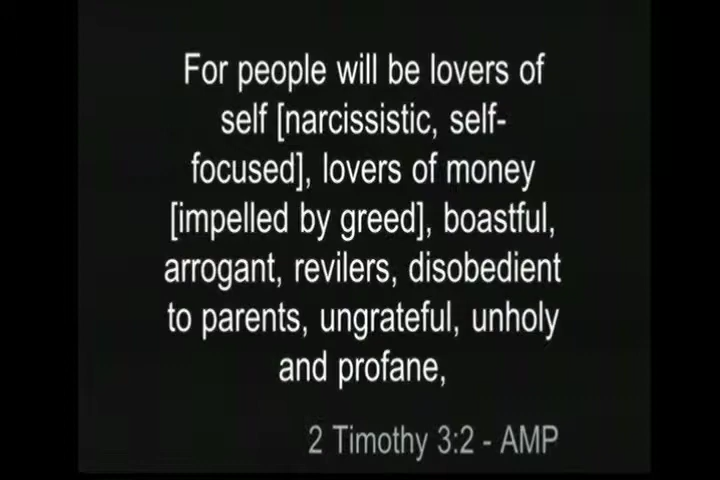 For people will be lovers of
self [narcissistic, self-
focused], lovers of money
[impelled by greed], boastful,
arrogant, revilers, disobedient
to parents, ungrateful, unholy
and profane,
2 Timothy 3:2 - AMP